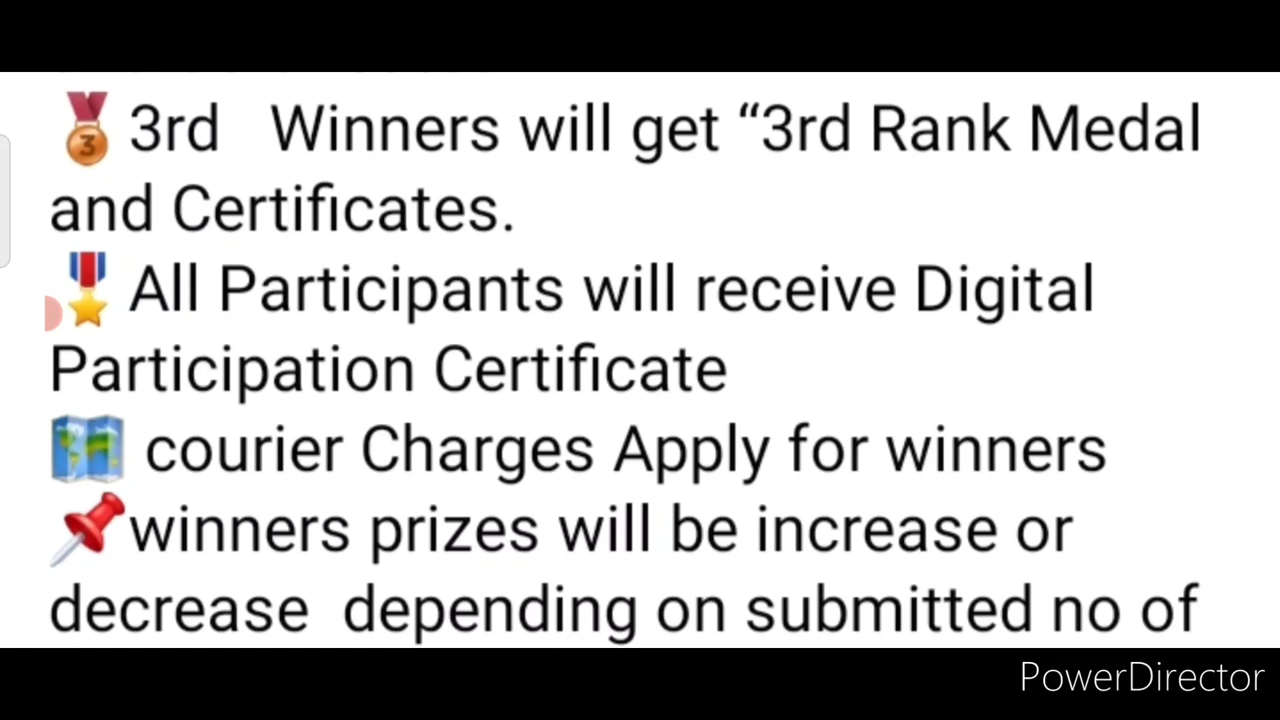 3rd   Winners will get “3rd Rank Medal
and Certificates.
All Participants will receive Digital
Participation Certificate
courier Charges Apply for winners
winners prizes will be increase or
decrease  depending on submitted no of
PowerDirector